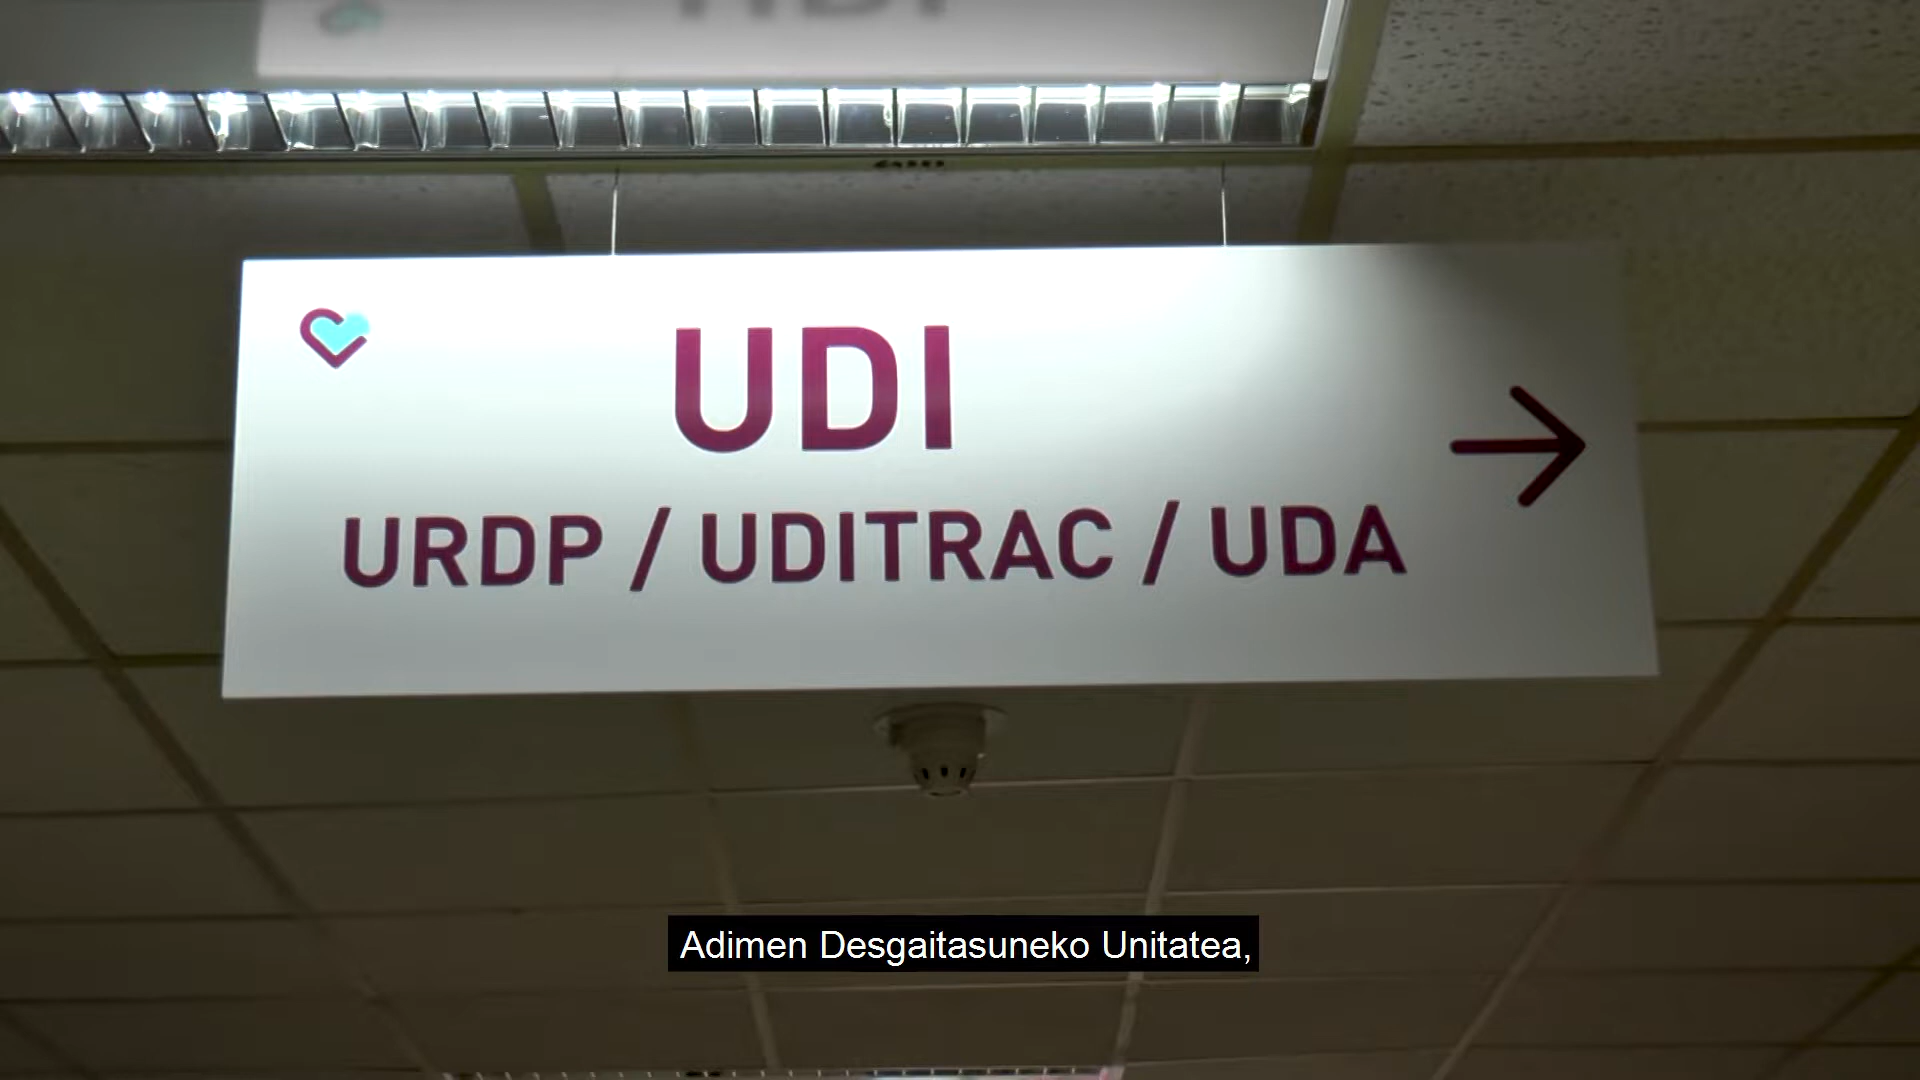 UDI
URDP / UDITRAC / UDA
Adimen Desgaitasuneko Unitatea,